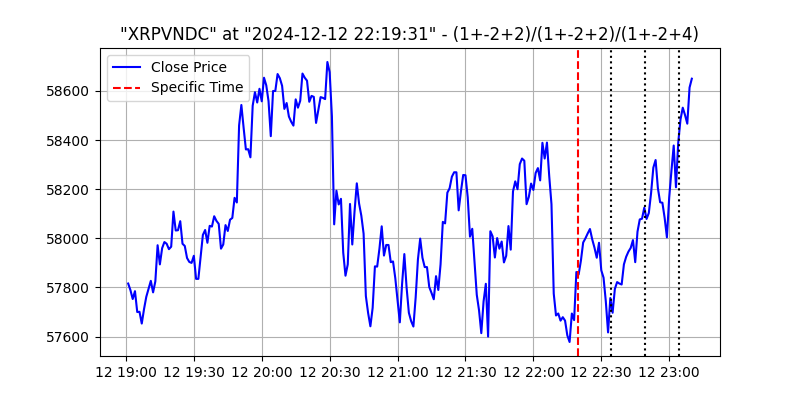 "XRPVNDC" at "2024-12-12 22:19:31" - (1+-2+2)/(1+-2+2)/(1+-2+4)
Close Price
Specific Time
58600
58400
58200
58000
57800
57600
12 19:00 12 19:30 12 20:00 12 20:30 12 21:00 12 21:30 12 22:00 12 22:30 12 23:00